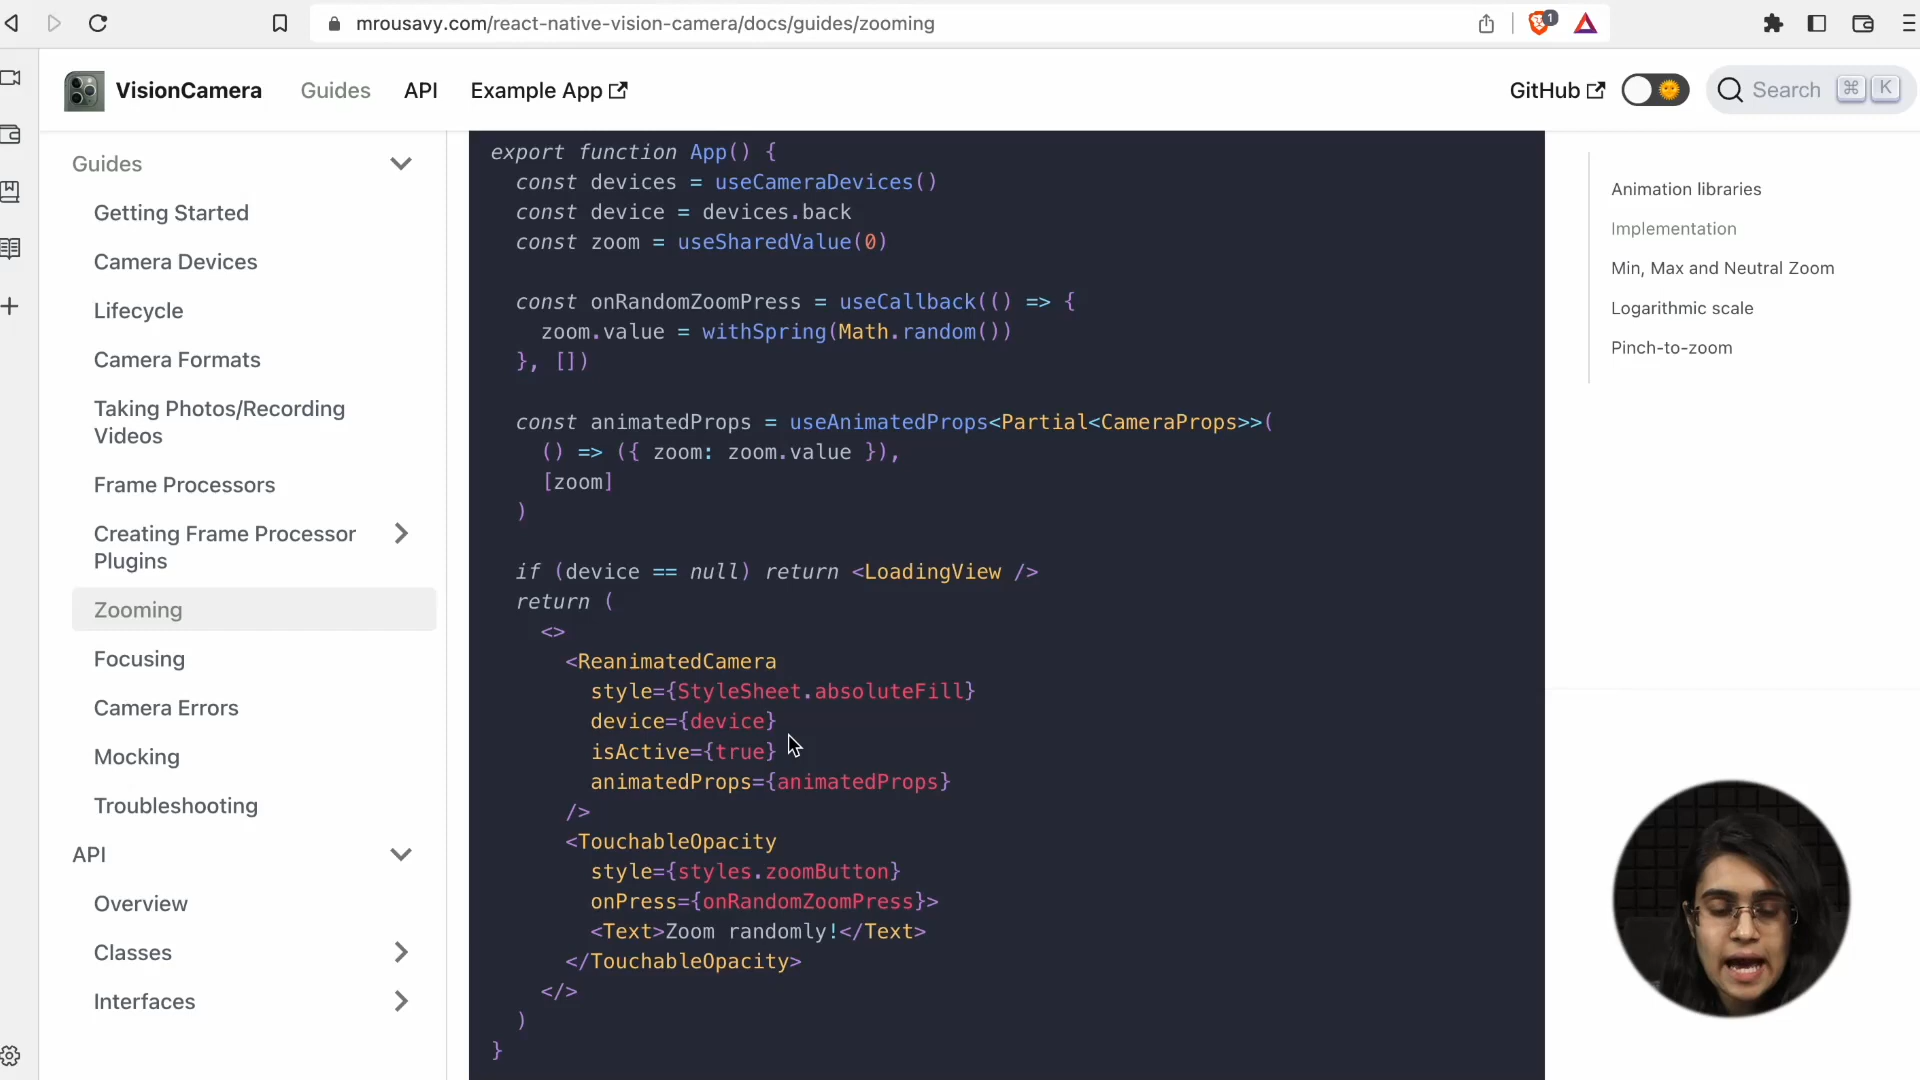 mrousavy.com/react-native-vision-camera/docs/guides/zooming
1
VisionCamera
Guides
API
Example App
GitHub
Search
⌘ K
Guides
Getting Started
Camera Devices
Lifecycle
Camera Formats
Taking Photos/Recording
Videos
Frame Processors
Creating Frame Processor
Plugins
Zooming
Focusing
Camera Errors
Mocking
Troubleshooting
API
Overview
Classes
Interfaces
export function App() {
const devices = useCameraDevices()
const device = devices.back
const zoom = useSharedValue(0)
const onRandomZoomPress = useCallback(() => {
zoom.value = withSpring(Math.random())
}, [])
const animatedProps = useAnimatedProps<Partial<CameraProps>>(
() => ({ zoom: zoom.value }),
[zoom]
)
if (device == null) return <LoadingView />
return (
<>
<ReanimatedCamera
style={StyleSheet.absoluteFill}
device={device}
isActive={true}
animatedProps={animatedProps}
/>
<TouchableOpacity
style={styles.zoomButton}
onPress={onRandomZoomPress}>
<Text>Zoom randomly!</Text>
</TouchableOpacity>
</>
)
}
Animation libraries
Implementation
Min, Max and Neutral Zoom
Logarithmic scale
Pinch-to-zoom